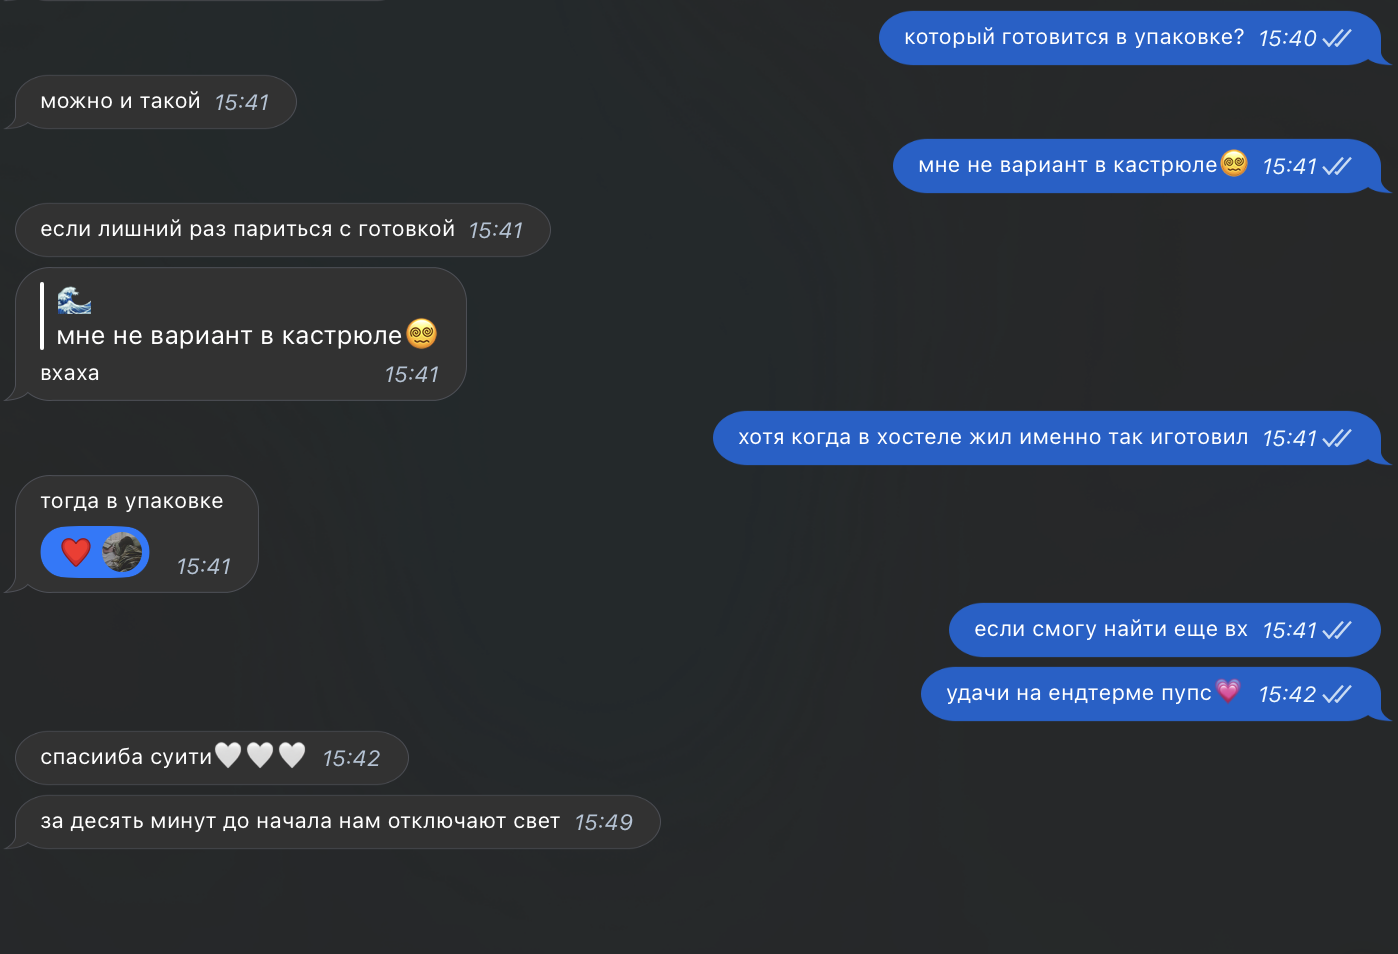 который готовится в упаковке? 15:40
можно и такой 15:41
мне не вариант в кастрюле😵‍💫 15:41
если лишний раз париться с готовкой 15:41
🌊
мне не вариант в кастрюле😵‍💫
вхаха 15:41
хотя когда в хостеле жил именно так иготовил 15:41
тогда в упаковке
❤️ 15:41
если смогу найти еще вх 15:41
удачи на ендтерме пупс💗 15:42
спасииба суити🤍🤍🤍 15:42
за десять минут до начала нам отключают свет 15:49